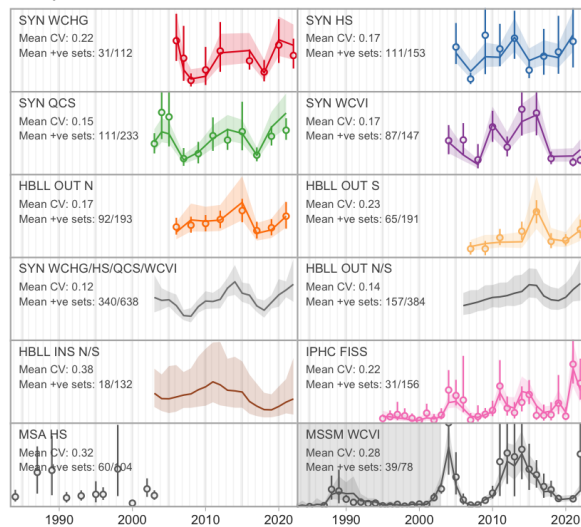 SYN WCHG
Mean CV: 0.22
Mean +ve sets: 31/112
SYN HS
Mean CV: 0.17
Mean +ve sets: 111/153
SYN QCS
Mean CV: 0.15
Mean +ve sets: 111/233
SYN WCVI
Mean CV: 0.17
Mean +ve sets: 87/147
HBLL OUT N
Mean CV: 0.17
Mean +ve sets: 92/193
HBLL OUT S
Mean CV: 0.23
Mean +ve sets: 65/191
SYN WCHG/HS/QCS/WCVI
Mean CV: 0.12
Mean +ve sets: 340/638
HBLL OUT N/S
Mean CV: 0.14
Mean +ve sets: 157/384
HBLL INS N/S
Mean CV: 0.38
Mean +ve sets: 18/132
IPHC FISS
Mean CV: 0.22
Mean +ve sets: 31/156
MSA HS
Mean CV: 0.32
Mean +ve sets: 60/104
MSSM WCVI
Mean CV: 0.28
Mean +ve sets: 39/78
1990 2000 2010 2020 1990 2000 2010 2020